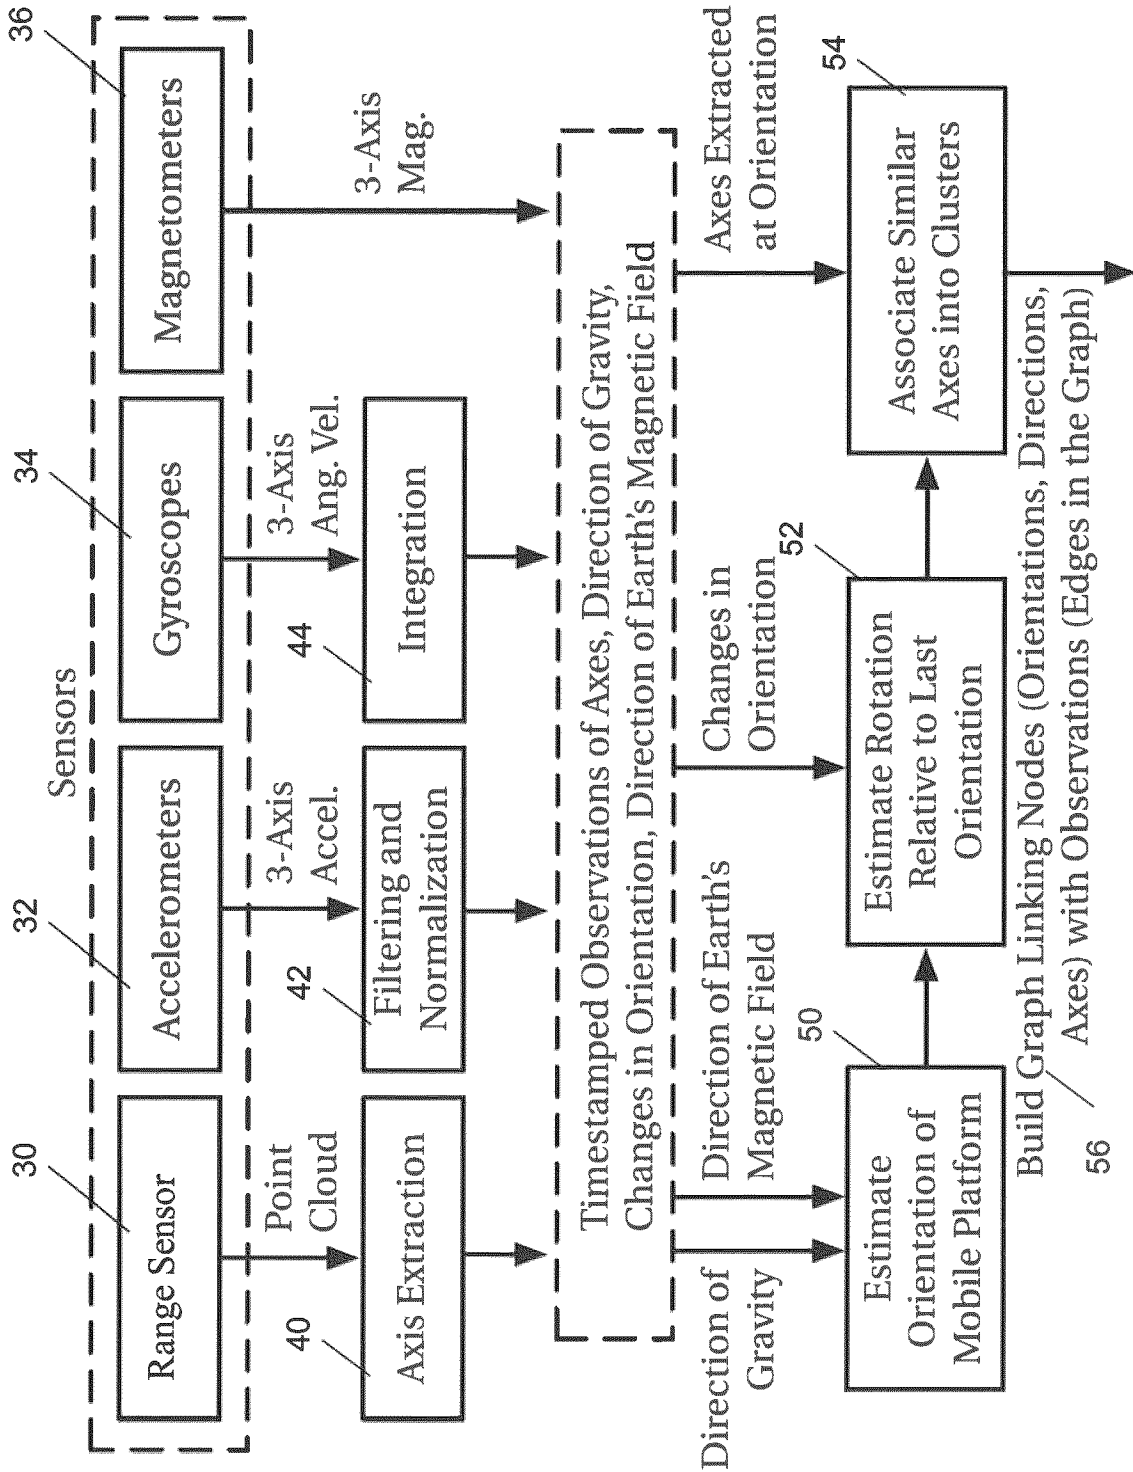 Sensors
30
32
34
36
Range Sensor
Accelerometers
Gyroscopes
Magnetometers
Point
Cloud
3-Axis
Accel.
3-Axis
Ang. Vel.
3-Axis
Mag.
40
42
44
Axis Extraction
Filtering and
Normalization
Integration
Timestamped Observations of Axes, Direction of Gravity,
Changes in Orientation, Direction of Earth's Magnetic Field
Direction of
Gravity
Direction of Earth's
Magnetic Field
Changes in
Orientation
Axes Extracted
at Orientation
50
52
54
Estimate
Orientation of
Mobile Platform
Estimate Rotation
Relative to Last
Orientation
Associate Similar
Axes into Clusters
Build Graph Linking Nodes (Orientations, Directions,
Axes) with Observations (Edges in the Graph)
56